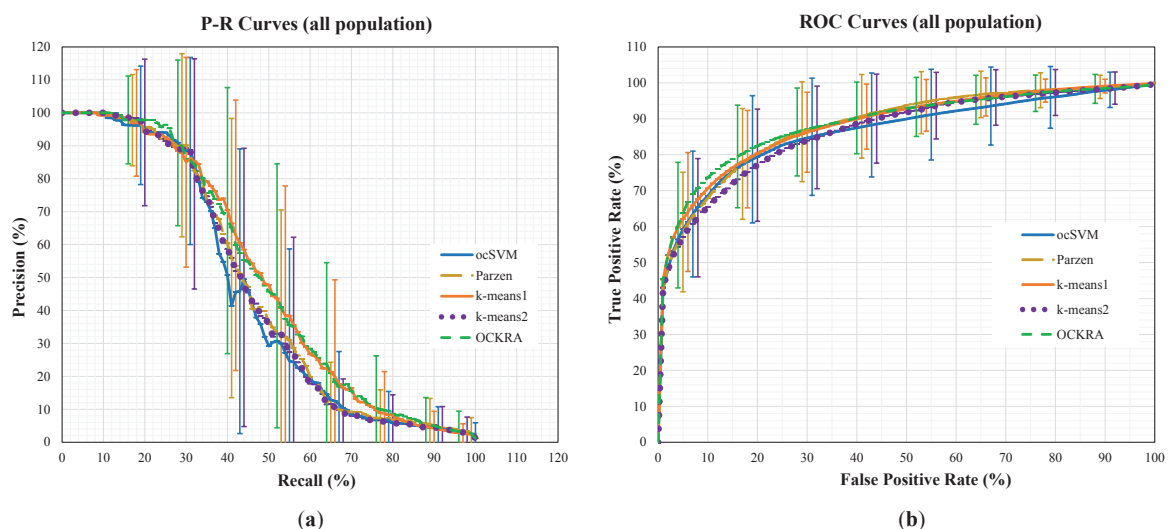 P-R Curves (all population)
120
110
100
90
80
70
60
50
40
30
20
10
0
Precision (%)
ocSVM
Parzen
k-means1
k-means2
OCKRA
0 10 20 30 40 50 60 70 80 90 100 110 120
Recall (%)
(a)
ROC Curves (all population)
110
100
90
80
70
60
50
40
30
20
10
0
True Positive Rate (%)
ocSVM
Parzen
k-means1
k-means2
OCKRA
0 10 20 30 40 50 60 70 80 90 100
False Positive Rate (%)
(b)